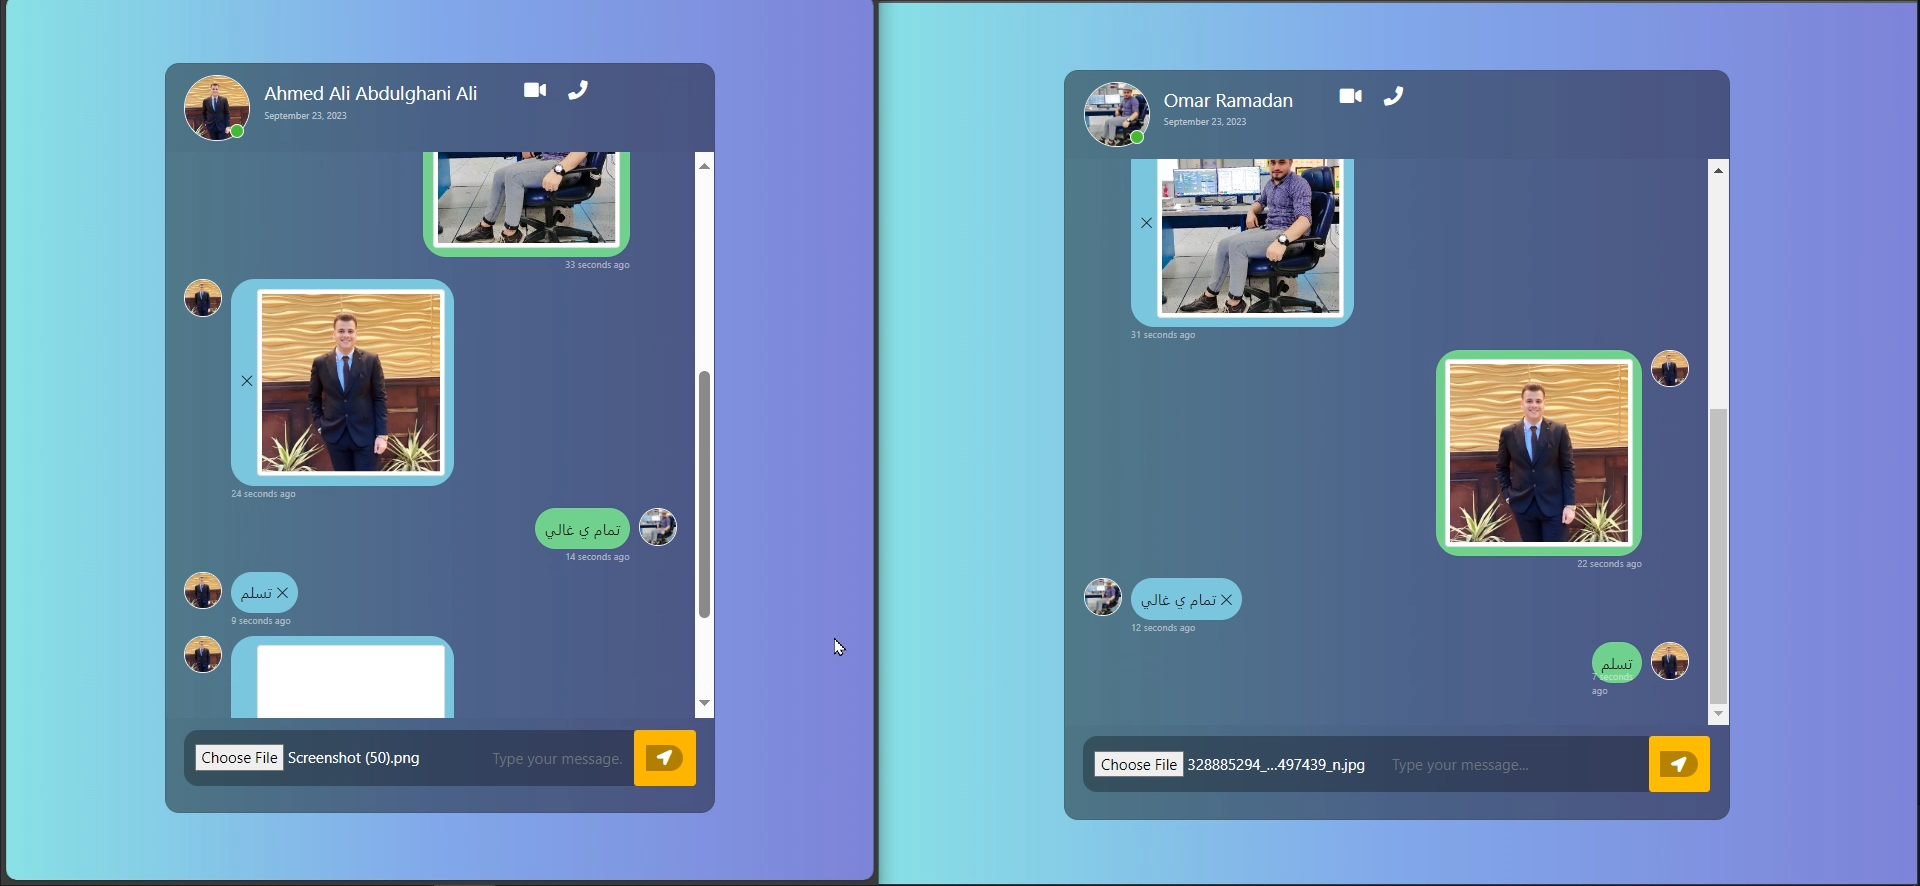 Ahmed Ali Abdulghani Ali
September 23, 2023
33 seconds ago
24 seconds ago
تمام ي غالي
14 seconds ago
تسلم
9 seconds ago
Choose File Screenshot (50).png
Type your message.
Omar Ramadan
September 23, 2023
31 seconds ago
22 seconds ago
تمام ي غالي
12 seconds ago
تسلم
7 seconds
ago
Choose File 328885294_...497439_n.jpg
Type your message...